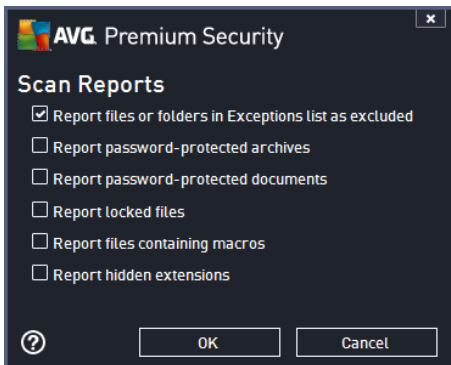 AVG. Premium Security
Scan Reports
Report files or folders in Exceptions list as excluded
Report password-protected archives
Report password-protected documents
Report locked files
Report files containing macros
Report hidden extensions
? OK Cancel